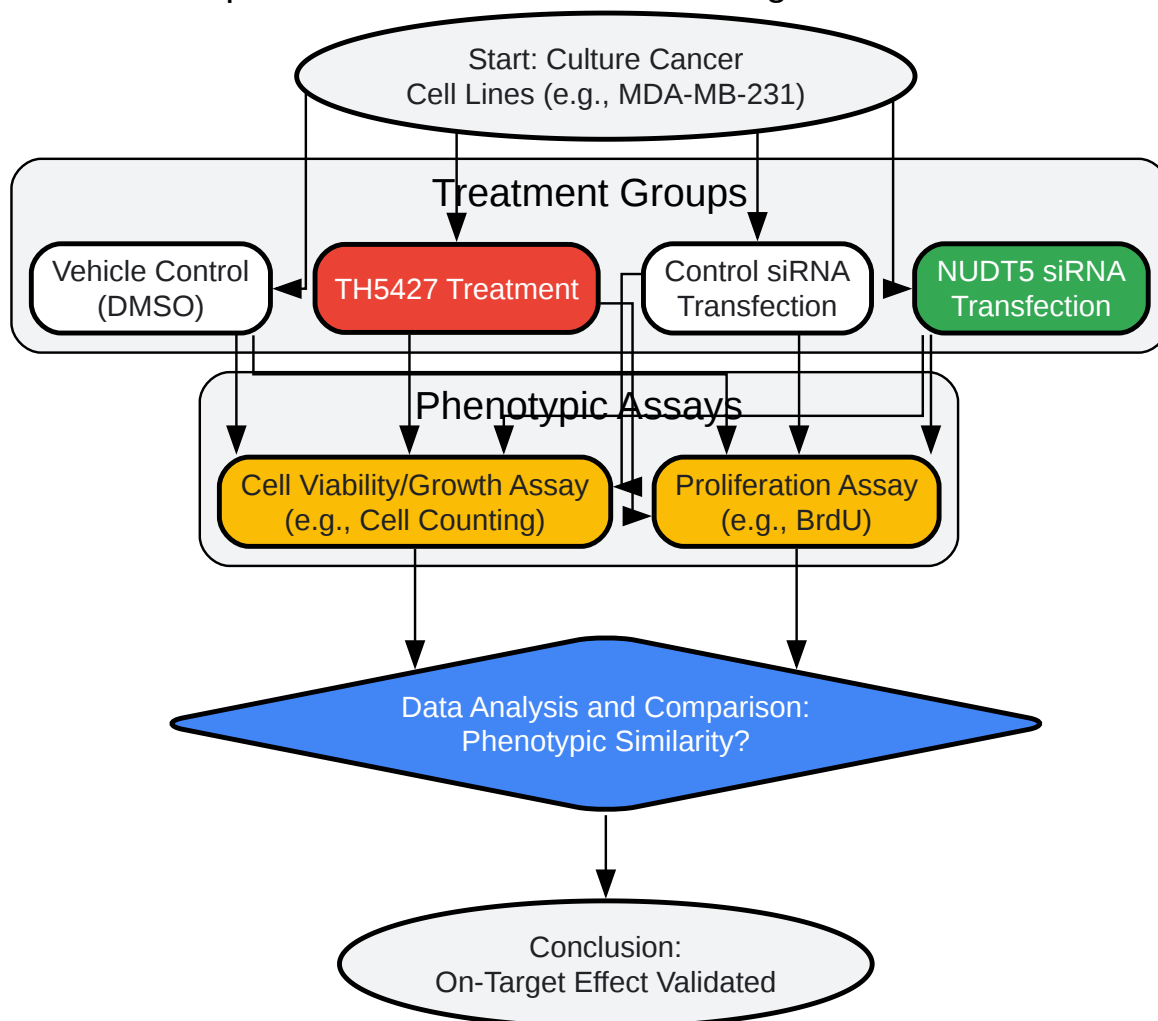 Start: Culture Cancer
Cell Lines (e.g., MDA-MB-231)
Treatment Groups
Vehicle Control
(DMSO)
TH5427 Treatment
Control siRNA
Transfection
NUDT5 siRNA
Transfection
Phenotypic Assays
Cell Viability/Growth Assay
(e.g., Cell Counting)
Proliferation Assay
(e.g., BrdU)
Data Analysis and Comparison:
Phenotypic Similarity?
Conclusion:
On-Target Effect Validated